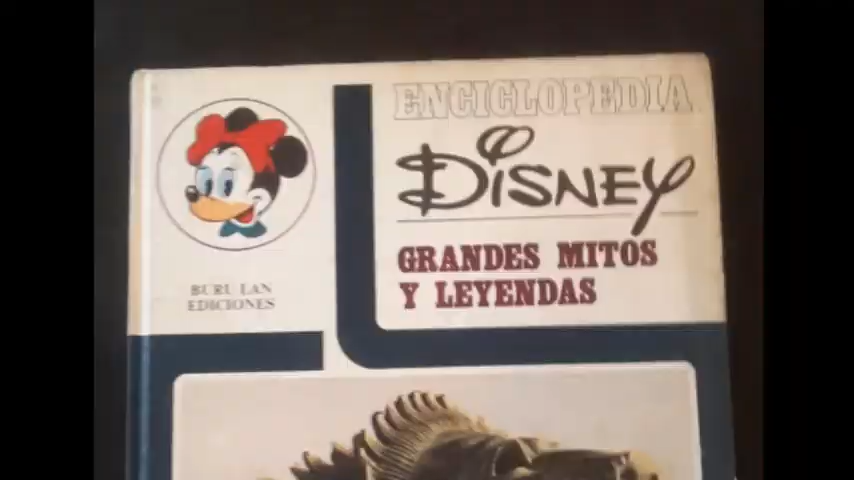 ENCICLOPEDIA
DISNEY
GRANDES MITOS
Y LEYENDAS
BURU LAN
EDICIONES